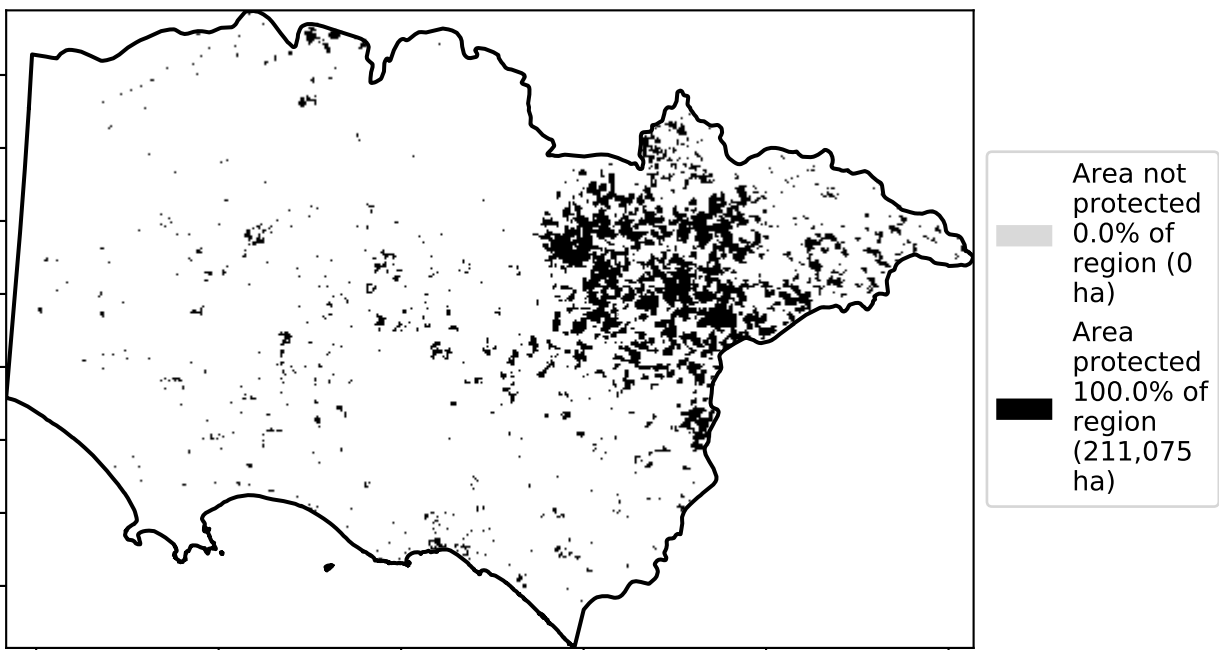 Area not
protected
0.0% of
region (0
ha)
Area
protected
100.0% of
region
(211,075
ha)